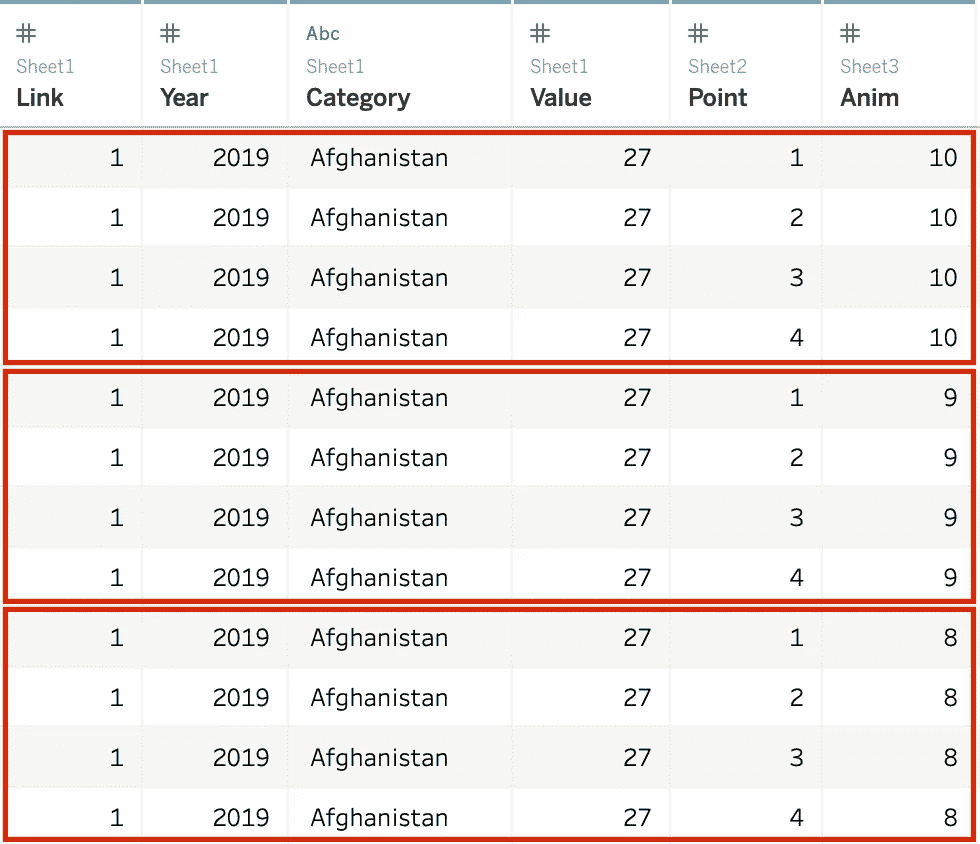 # # Abc # # #
Sheet1 Sheet1 Sheet1 Sheet1 Sheet2 Sheet3
Link Year Category Value Point Anim
1 2019 Afghanistan 27 1 10
1 2019 Afghanistan 27 2 10
1 2019 Afghanistan 27 3 10
1 2019 Afghanistan 27 4 10
1 2019 Afghanistan 27 1 9
1 2019 Afghanistan 27 2 9
1 2019 Afghanistan 27 3 9
1 2019 Afghanistan 27 4 9
1 2019 Afghanistan 27 1 8
1 2019 Afghanistan 27 2 8
1 2019 Afghanistan 27 3 8
1 2019 Afghanistan 27 4 8